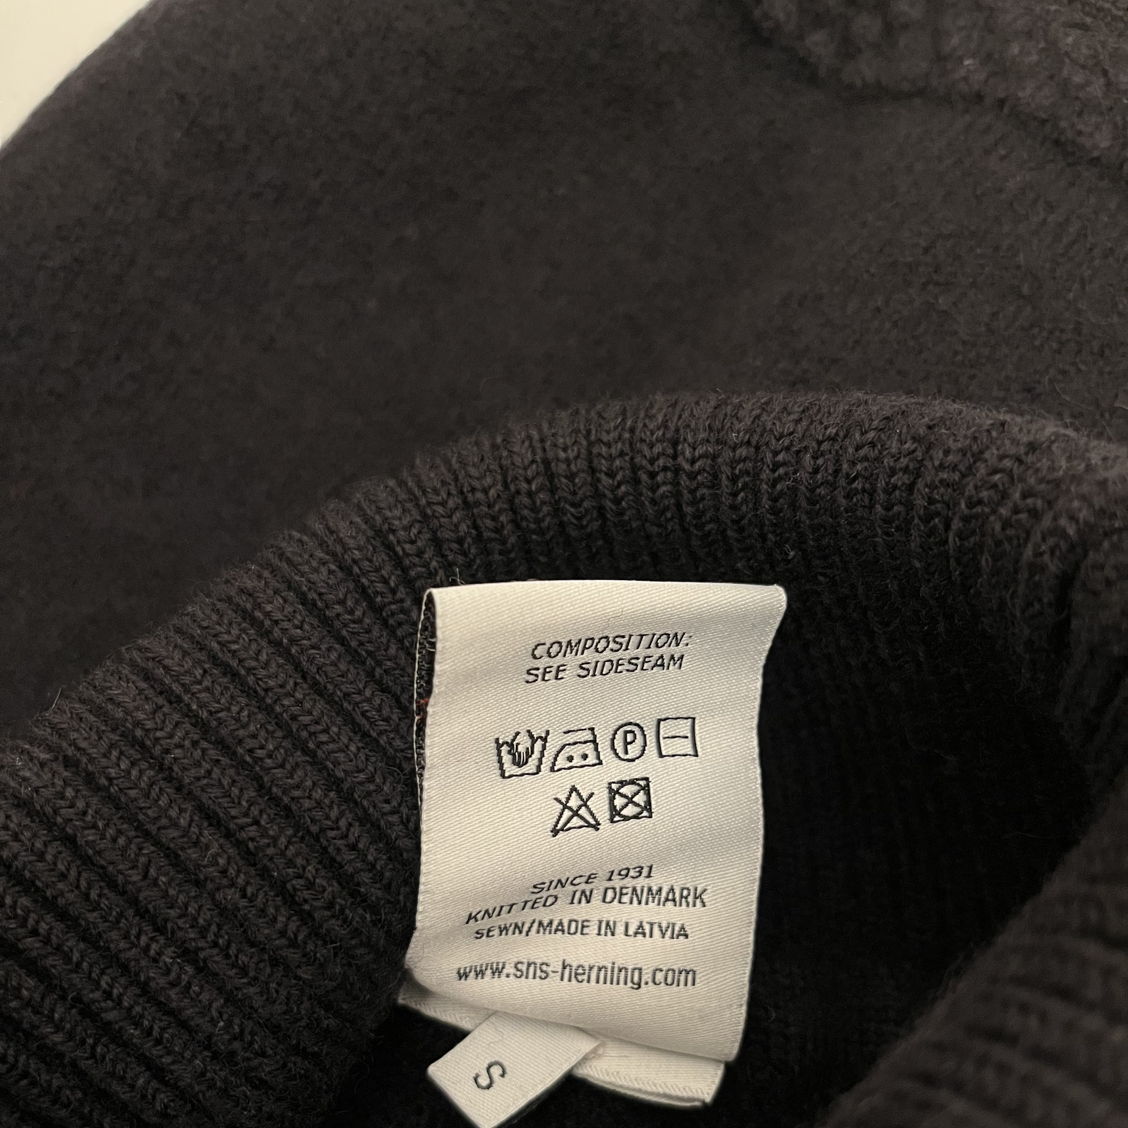 COMPOSITION:
SEE SIDESEAM
P
SINCE 1931
KNITTED IN DENMARK
SEWN/MADE IN LATVIA
www.sns-herning.com
S